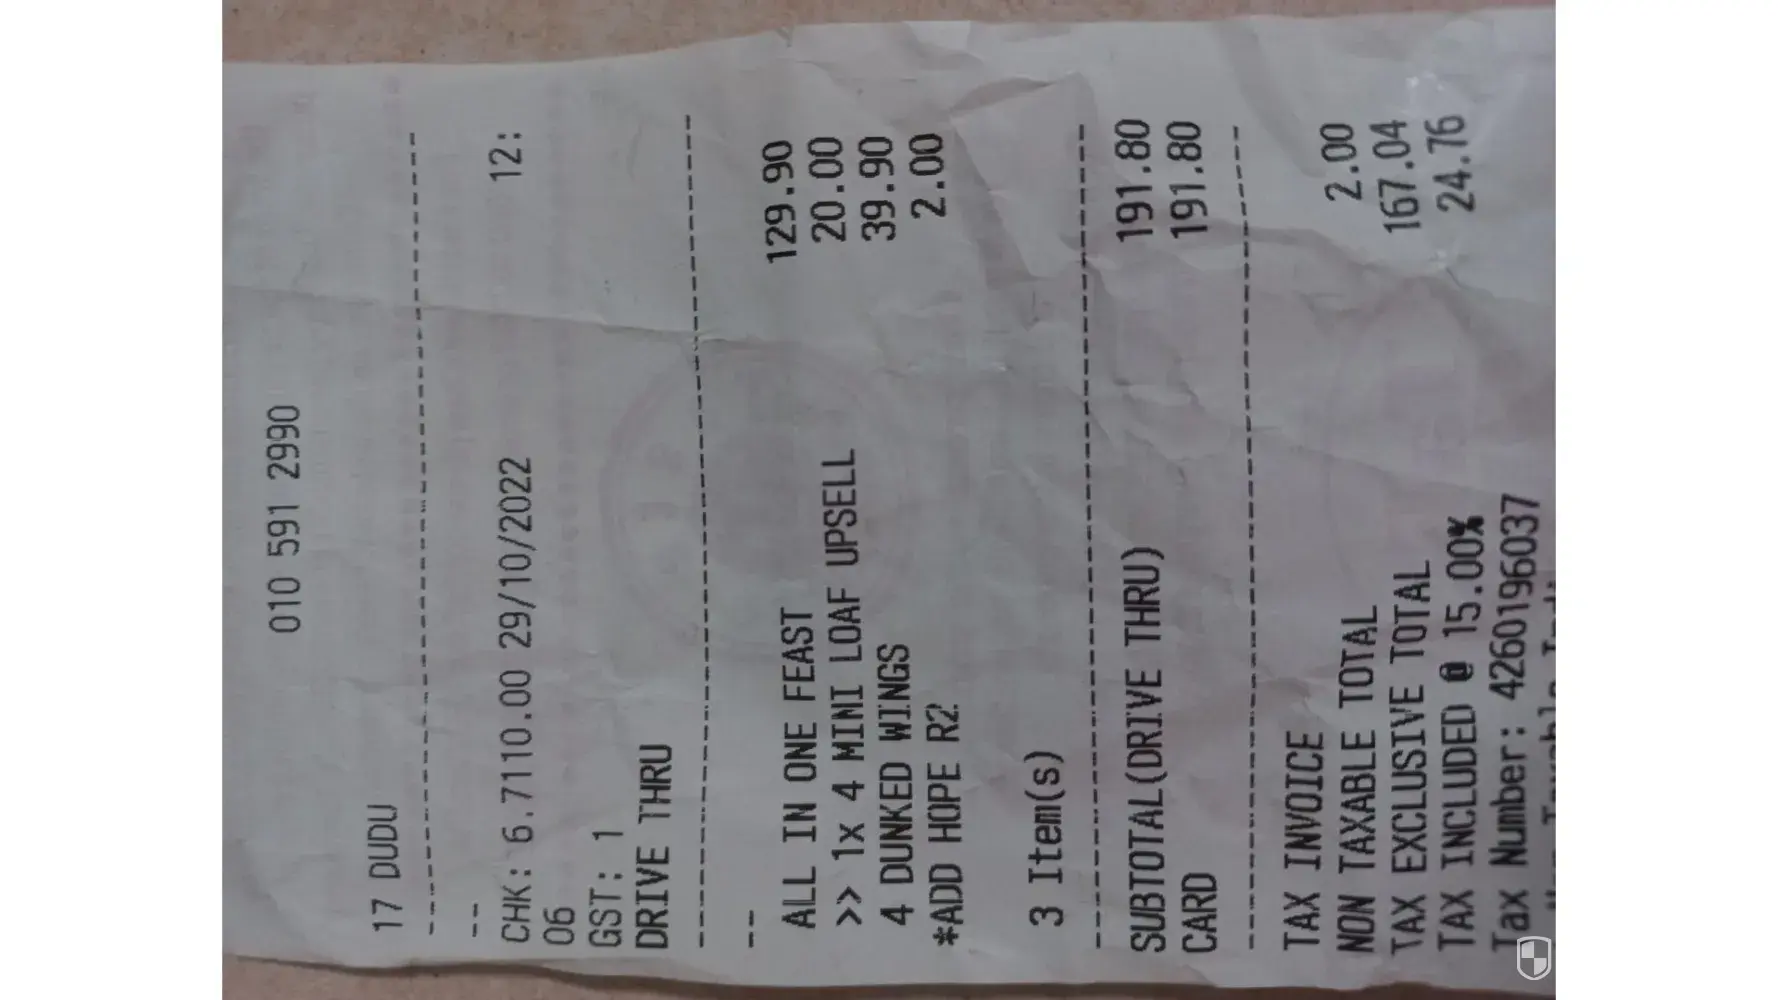 010 591 2990
17 DUDU
--------------------------------------
--
CHK: 6.7110.00 29/10/2022 12:
06
GST: 1
DRIVE THRU
--------------------------------------
--
ALL IN ONE FEAST 129.90
>> 1x 4 MINI LOAF UPSELL 20.00
4 DUNKED WINGS 39.90
*ADD HOPE R2 2.00
3 Item(s)
--------------------------------------
SUBTOTAL(DRIVE THRU) 191.80
CARD 191.80
--------------------------------------
TAX INVOICE
NON TAXABLE TOTAL 2.00
TAX EXCLUSIVE TOTAL 167.04
TAX INCLUDED @ 15.00% 24.76
Tax Number: 4260196037